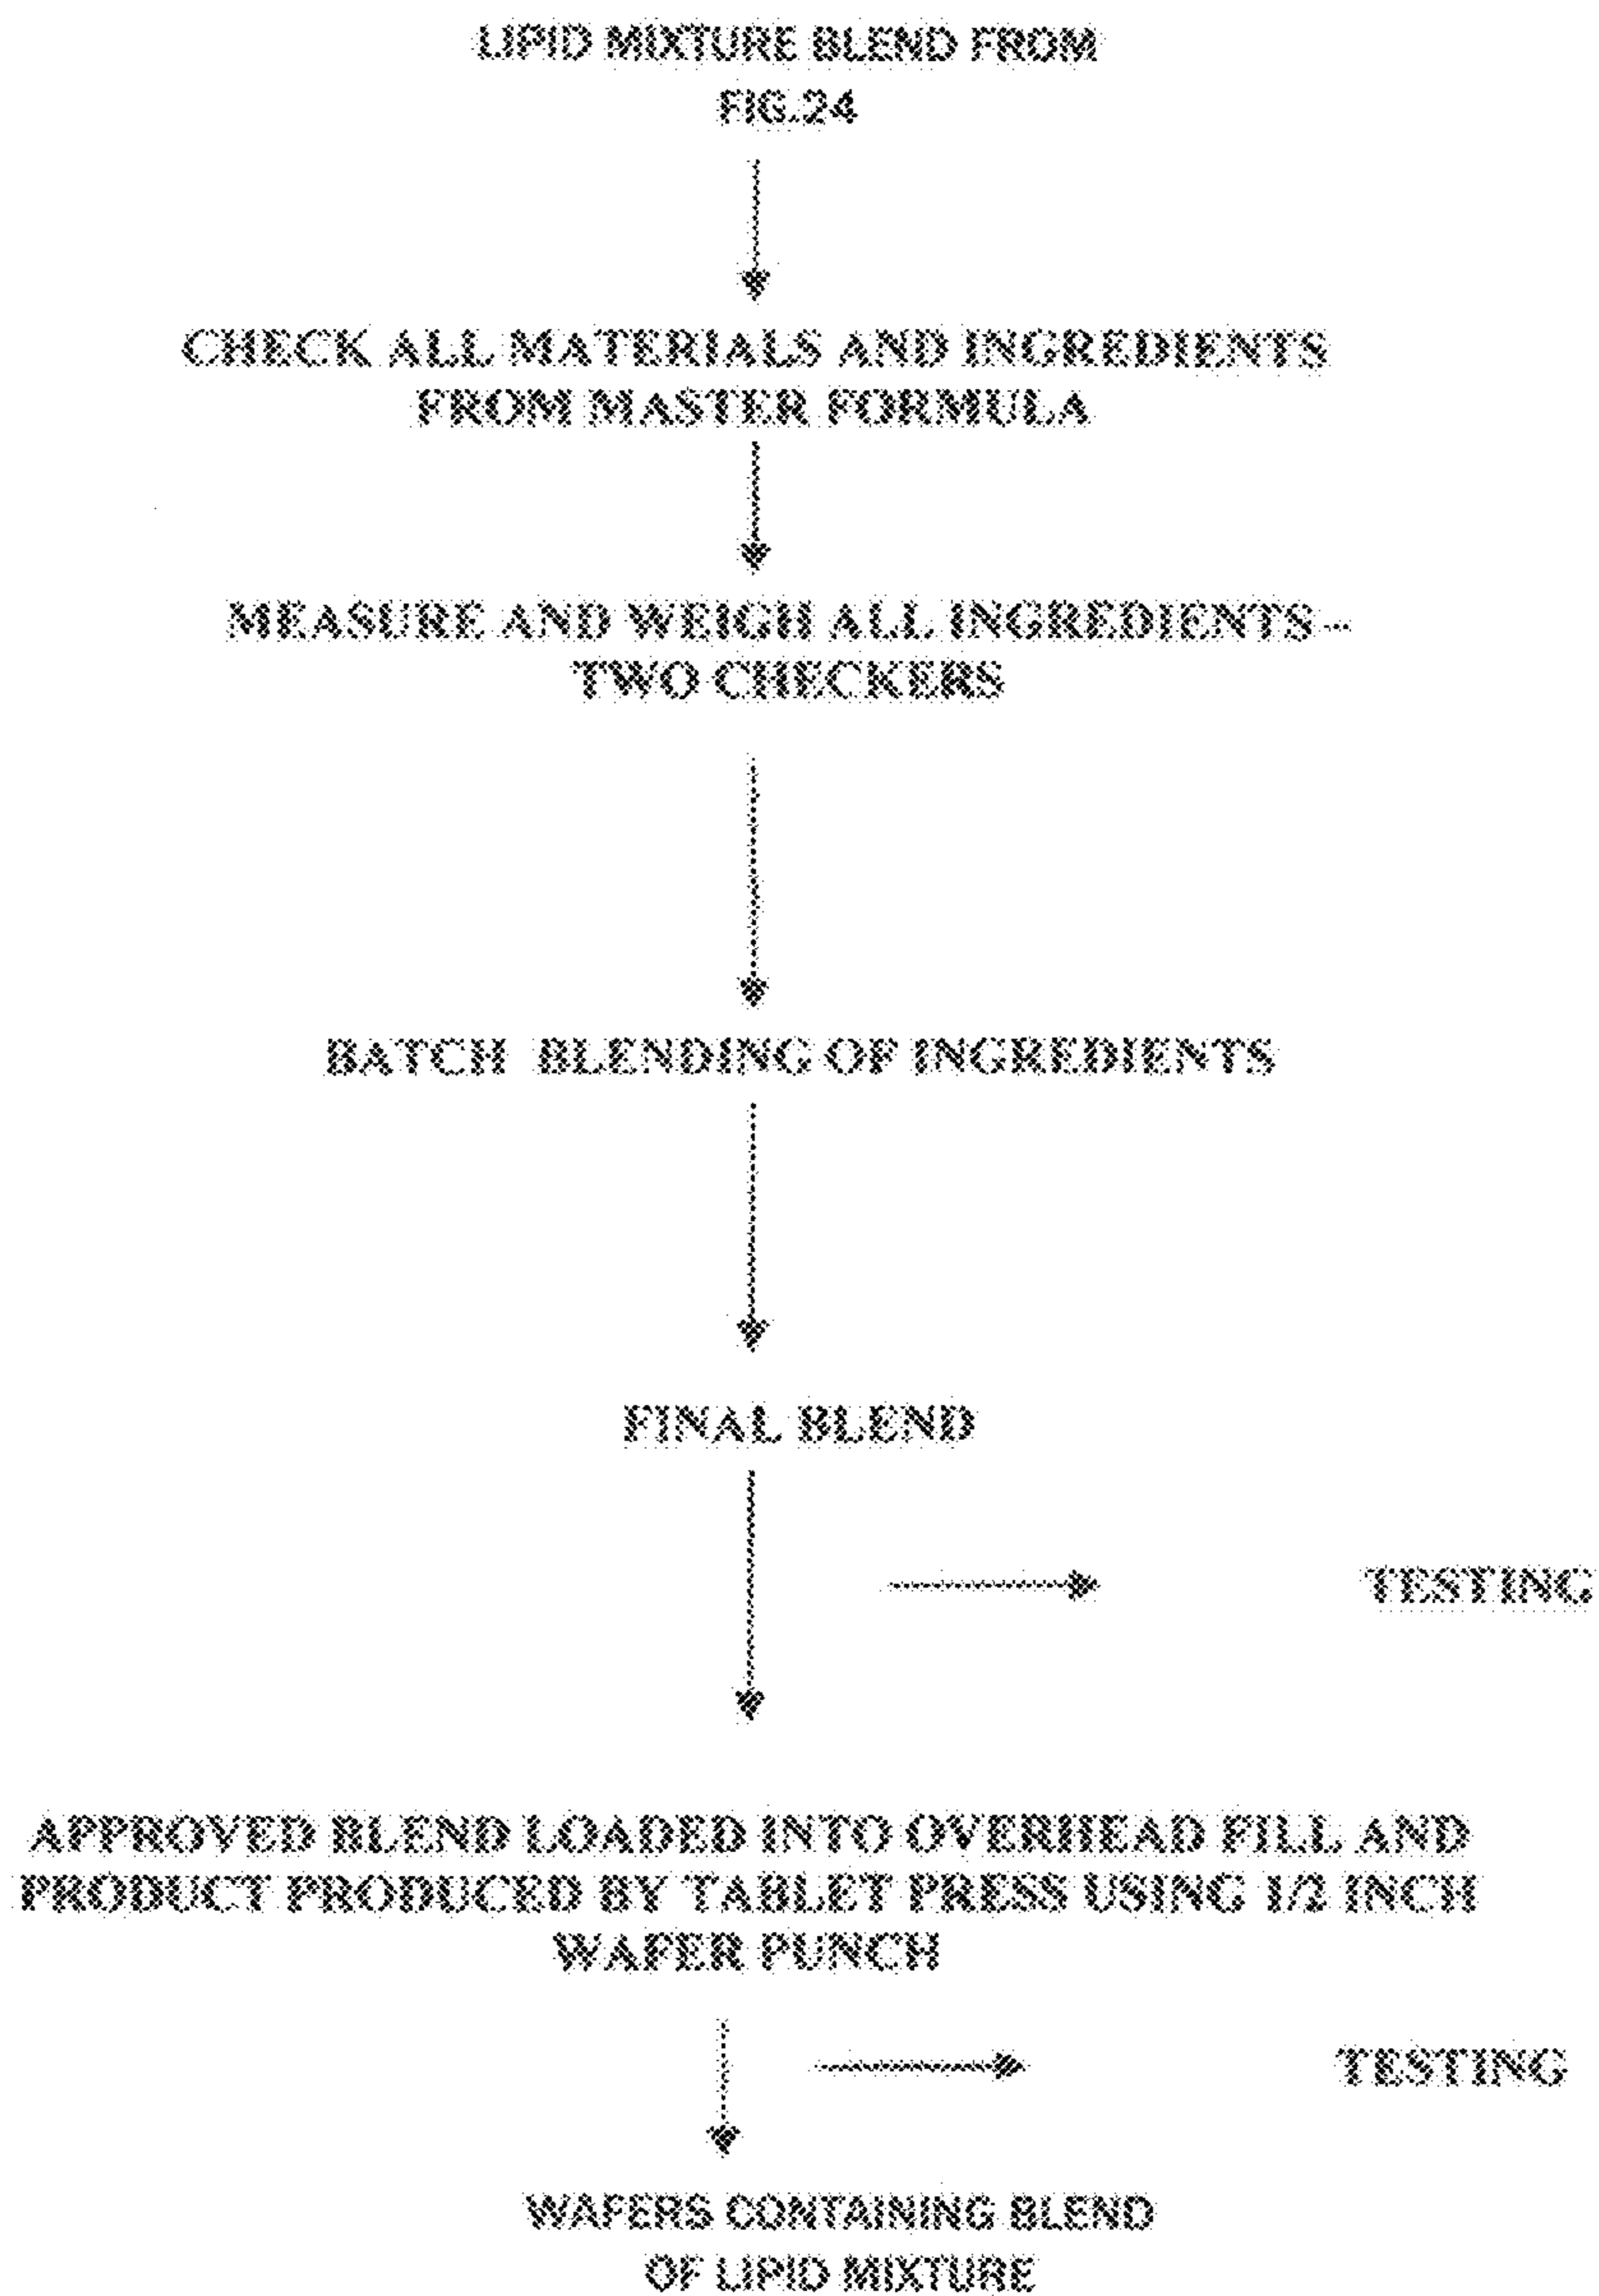 LIPID MIXTURE BLEND FROM
FIG.24
CHECK ALL MATERIALS AND INGREDIENTS
FROM MASTER FORMULA
MEASURE AND WEIGH ALL INGREDIENTS--
TWO CHECKERS
BATCH BLENDING OF INGREDIENTS
FINAL BLEND
TESTING
APPROVED BLEND LOADED INTO OVERHEAD FILL AND
PRODUCT PRODUCED BY TABLET PRESS USING 1/2 INCH
WAFER PUNCH
TESTING
WAFERS CONTAINING BLEND
OF LIPID MIXTURE